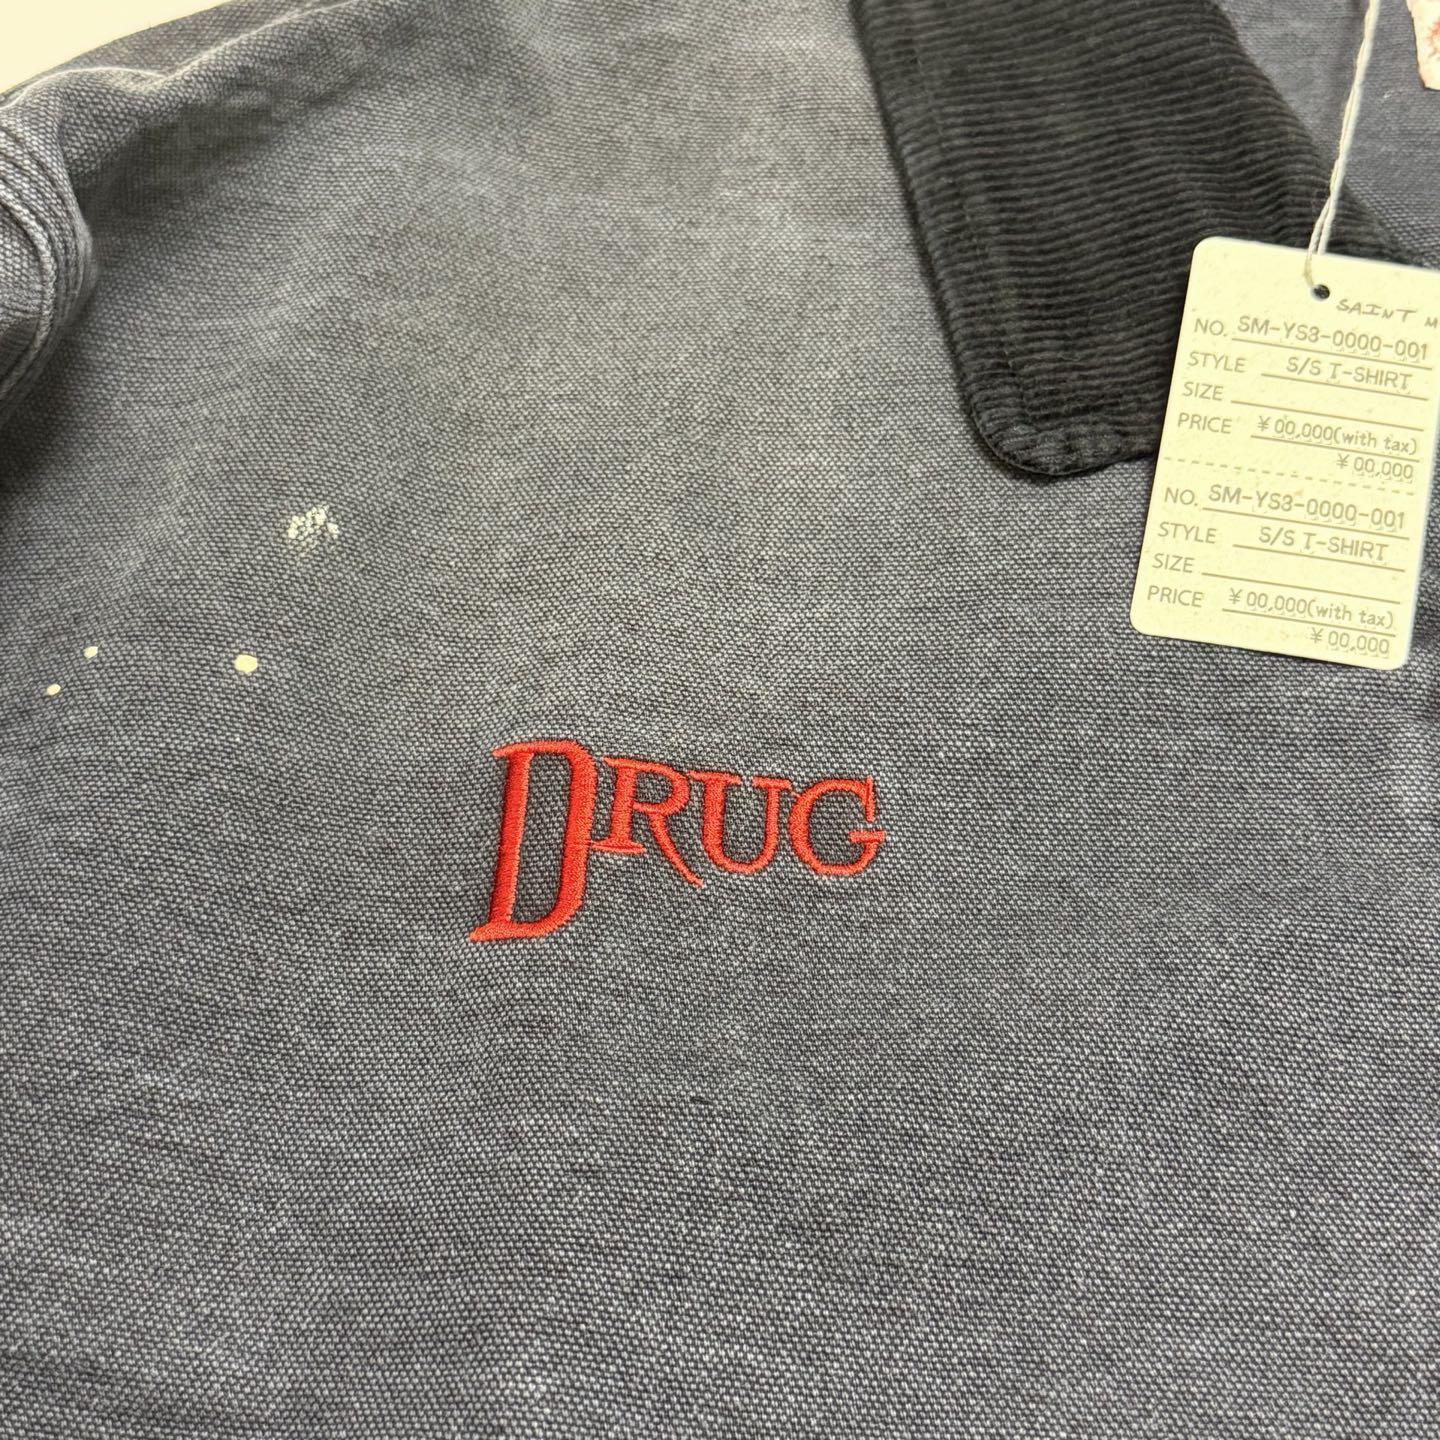 SAINT M
NO. SM-YS3-0000-001
STYLE S/S T-SHIRT
SIZE
PRICE ¥00,000(with tax)
¥00,000
NO. SM-YS3-0000-001
STYLE S/S T-SHIRT
SIZE
PRICE ¥00,000(with tax)
¥00,000
DRUG